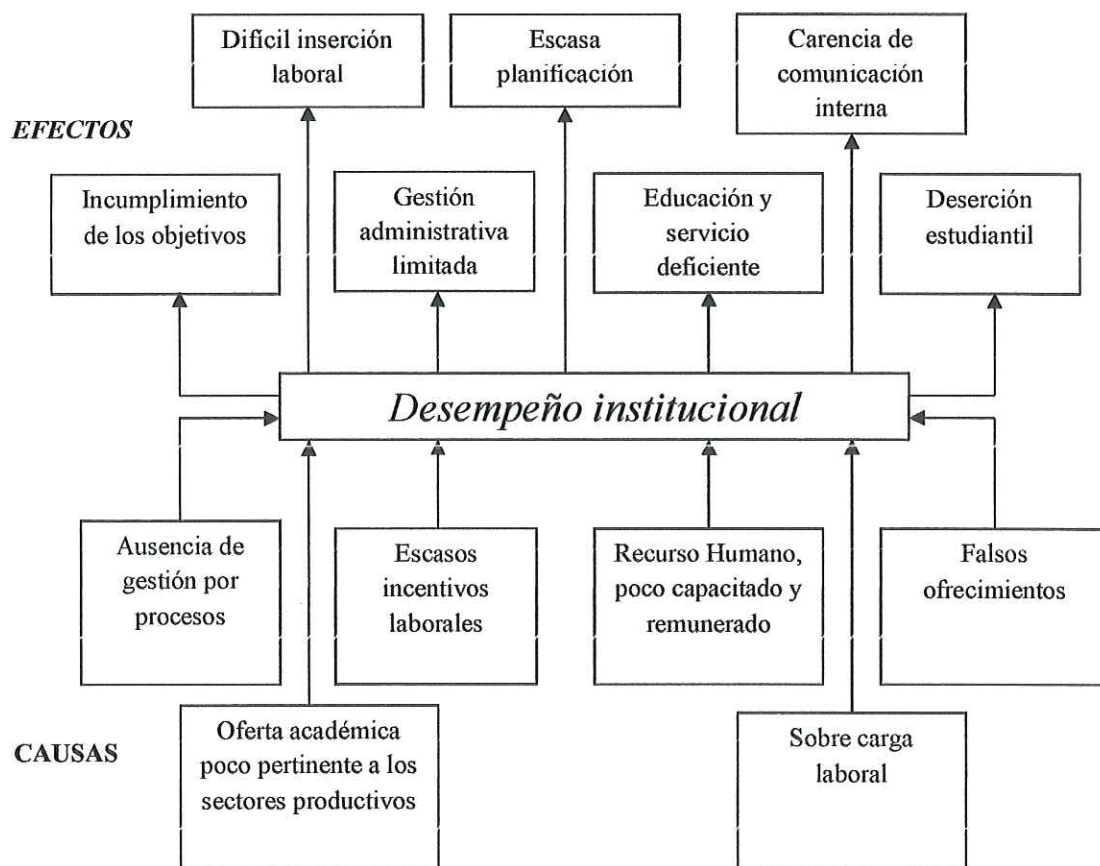 Difícil inserción
laboral
Escasa
planificación
Carencia de
comunicación
interna
EFECTOS
Incumplimiento
de los objetivos
Gestión
administrativa
limitada
Educación y
servicio
deficiente
Deserción
estudiantil
Desempeño institucional
Ausencia de
gestión por
procesos
Escasos
incentivos
laborales
Recurso Humano,
poco capacitado y
remunerado
Falsos
ofrecimientos
CAUSAS
Oferta académica
poco pertinente a los
sectores productivos
Sobre carga
laboral